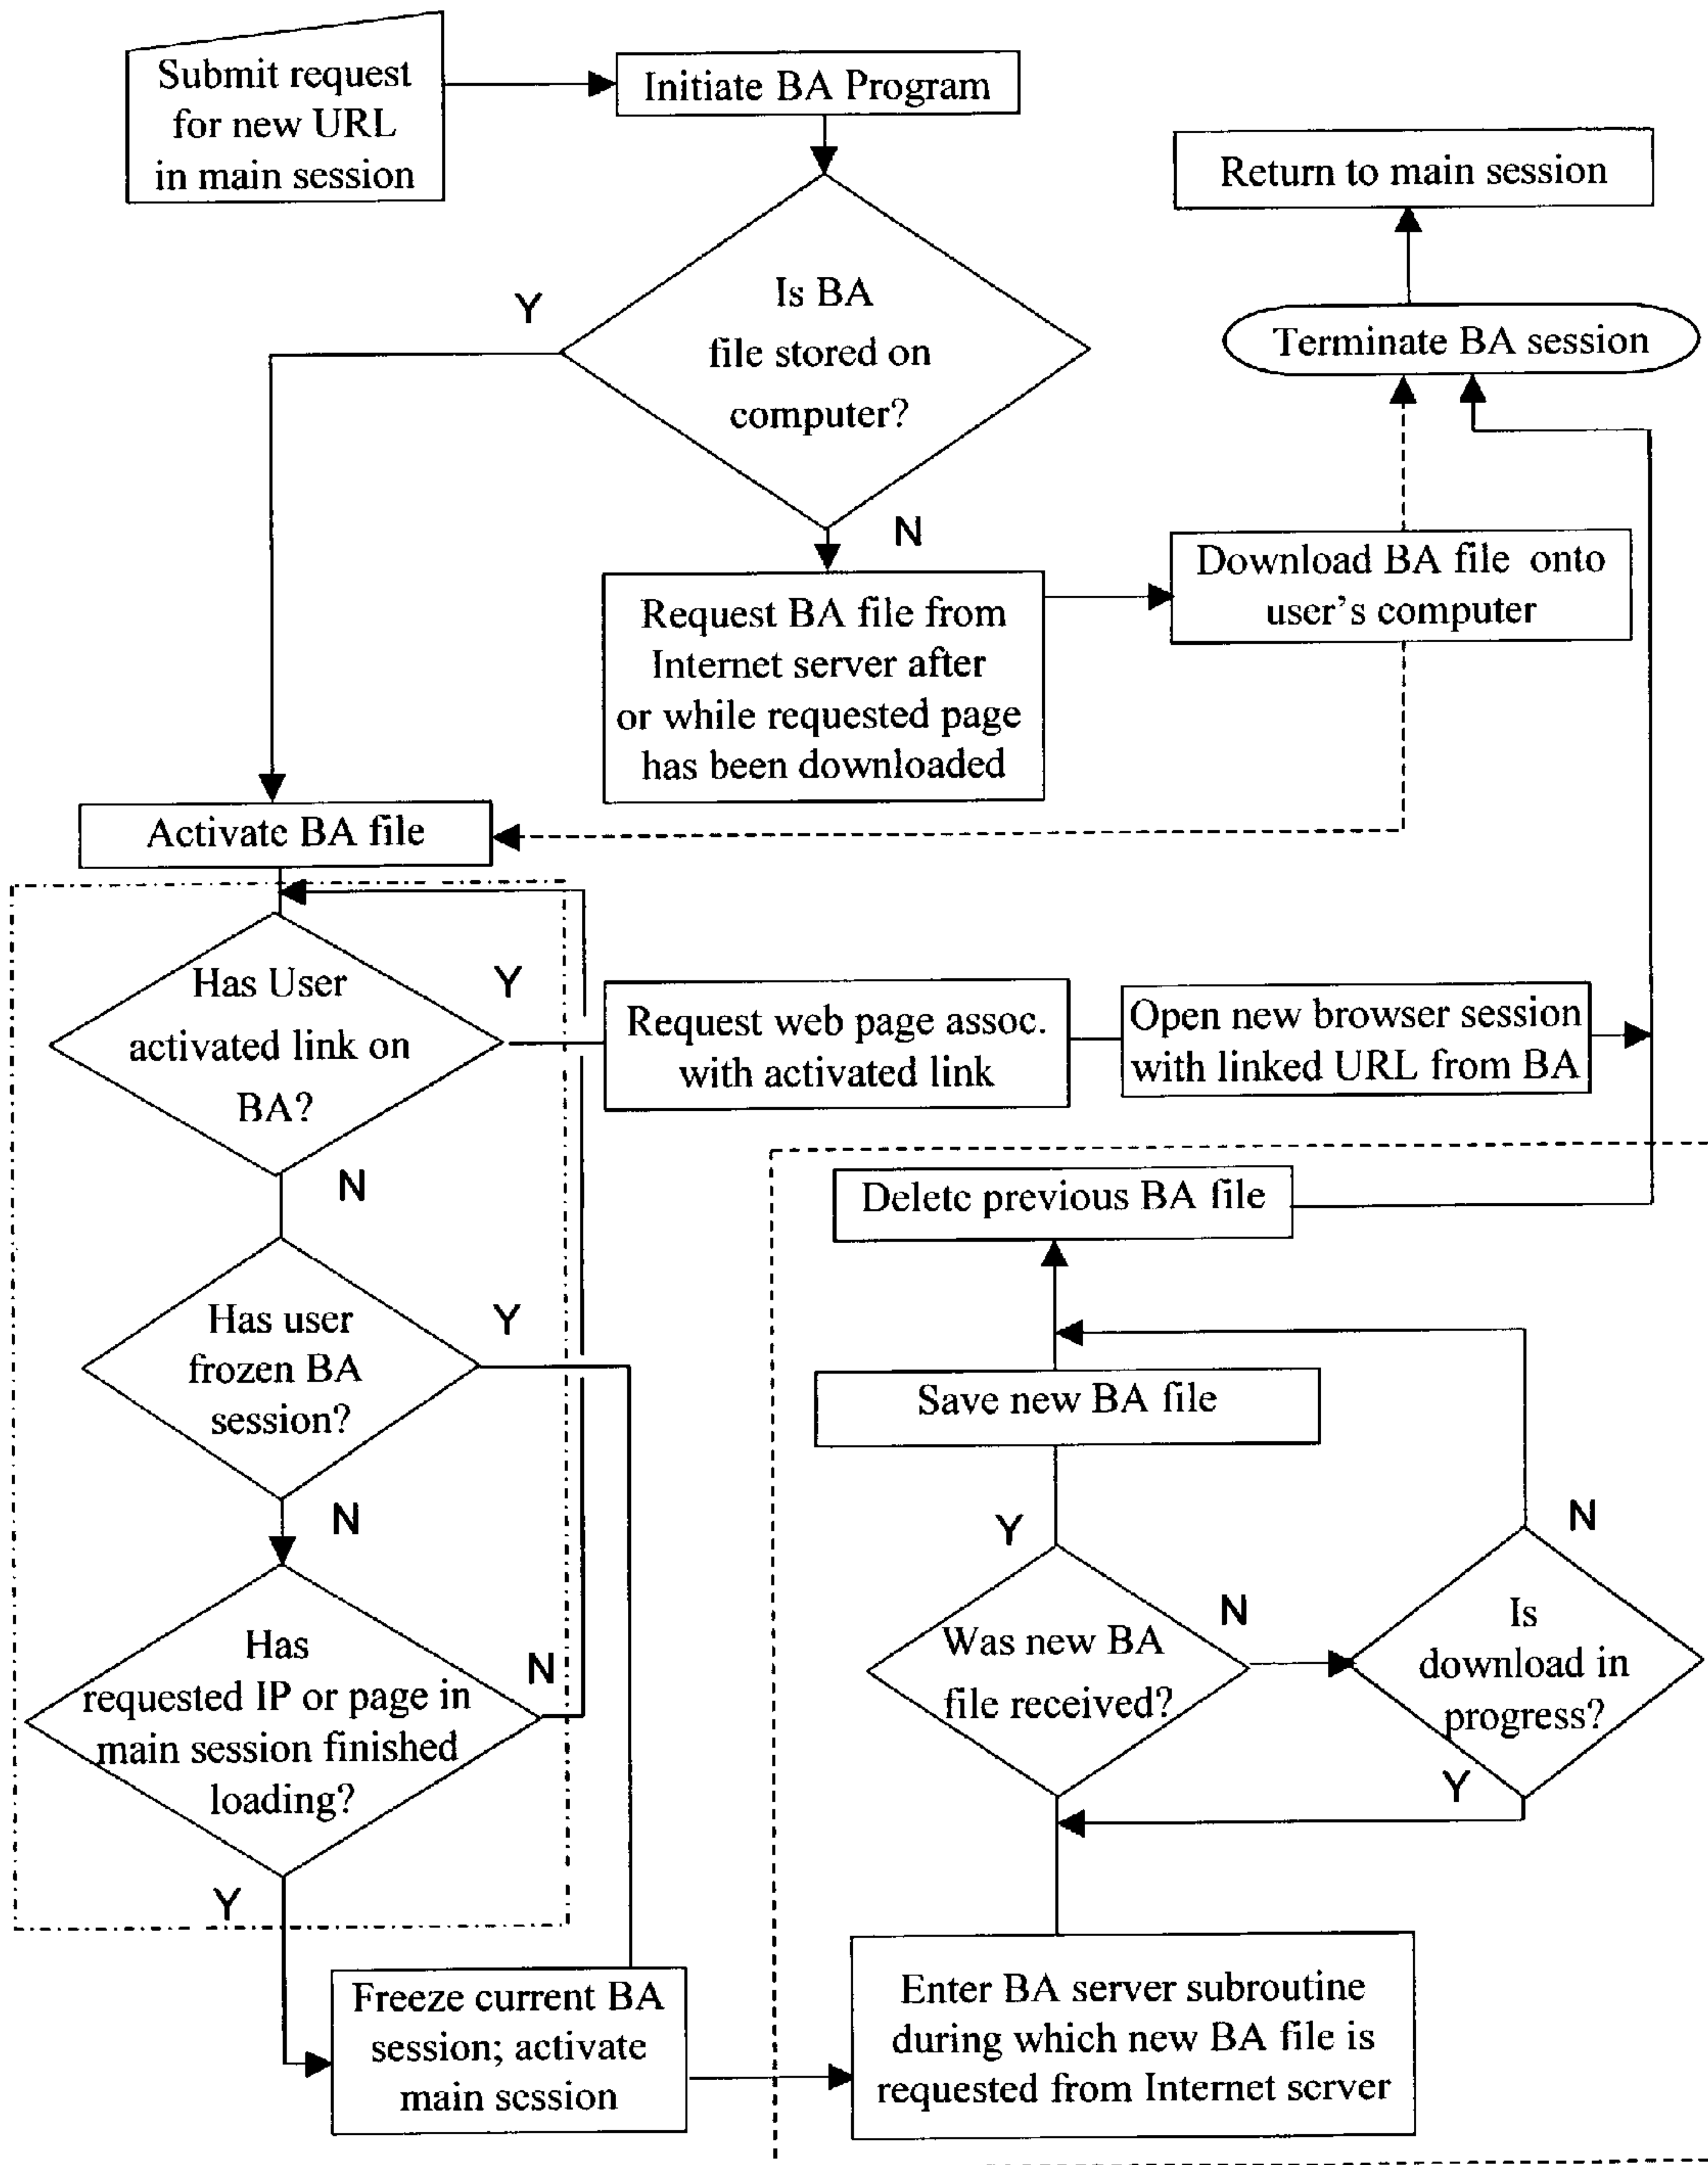 Submit request
for new URL
in main session
Initiate BA Program
Return to main session
Is BA
file stored on
computer?
Y
N
Terminate BA session
Request BA file from
Internet server after
or while requested page
has been downloaded
Download BA file onto
user's computer
Activate BA file
Has User
activated link on
BA?
Y
N
Request web page assoc.
with activated link
Open new browser session
with linked URL from BA
Delete previous BA file
Has user
frozen BA
session?
Y
N
Save new BA file
Y
Was new BA
file received?
N
Is
download in
progress?
N
Y
Has
requested IP or page in
main session finished
loading?
N
Y
Freeze current BA
session; activate
main session
Enter BA server subroutine
during which new BA file is
requested from Internet server